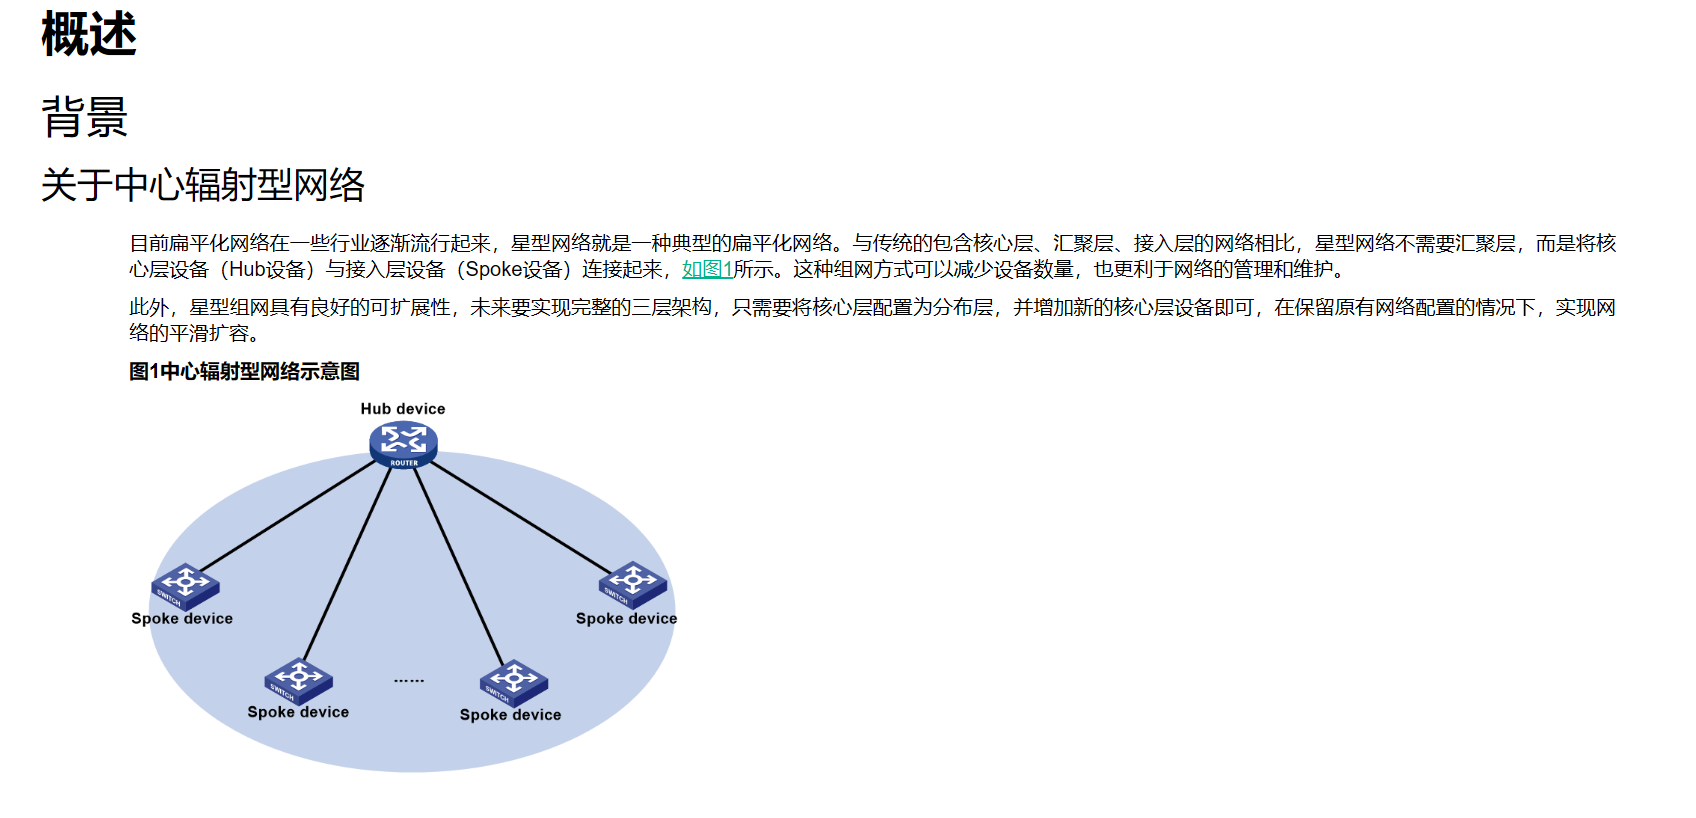 概述
背景
关于中心辐射型网络
目前扁平化网络在一些行业逐渐流行起来，星型网络就是一种典型的扁平化网络。与传统的包含核心层、汇聚层、接入层的网络相比，星型网络不需要汇聚层，而是将核
心层设备（Hub设备）与接入层设备（Spoke设备）连接起来，如图1所示。这种组网方式可以减少设备数量，也更利于网络的管理和维护。
此外，星型组网具有良好的可扩展性，未来要实现完整的三层架构，只需要将核心层配置为分布层，并增加新的核心层设备即可，在保留原有网络配置的情况下，实现网
络的平滑扩容。
图1中心辐射型网络示意图
Hub device
ROUTER
SWITCH
Spoke device
SWITCH
Spoke device
SWITCH
Spoke device
......
SWITCH
Spoke device